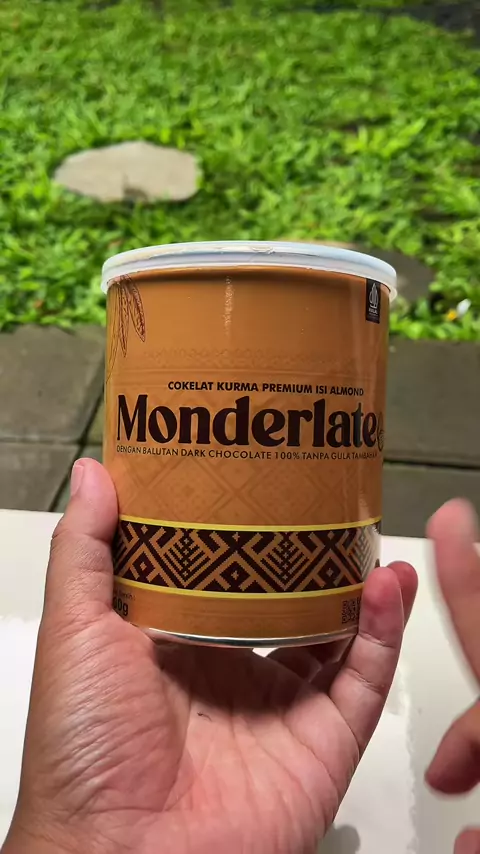 COKELAT KURMA PREMIUM ISI ALMOND
Monderlate
DENGAN BALUTAN DARK CHOCOLATE 100% TANPA GULA TAMBAHAN